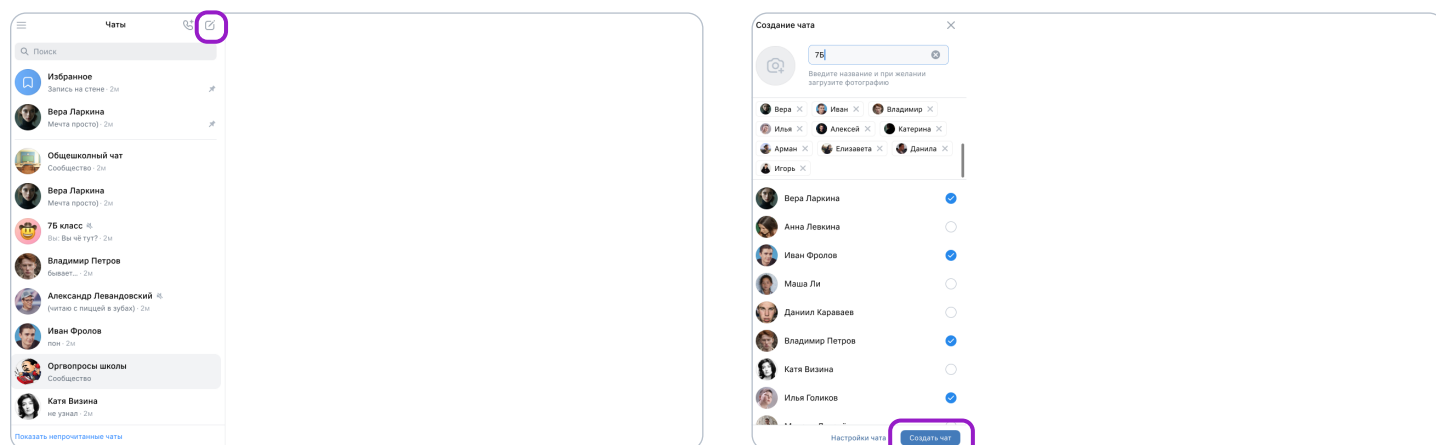 Чаты
Поиск
Избранное
Запись на стене · 2м
Вера Ларкина
Мечта просто) · 2м
Общешкольный чат
Сообщество · 2м
Вера Ларкина
Мечта просто) · 2м
7Б класс
Вы: Вы чё тут? · 2м
Владимир Петров
бывает... · 2м
Александр Левандовский
(читаю с пиццей в зубах) · 2м
Иван Фролов
пон · 2м
Оргвопросы школы
Сообщество
Катя Визина
не узнал · 2м
Показать непрочитанные чаты
Создание чата
7Б
Введите название и при желании
загрузите фотографию
Вера Иван Владимир
Илья Алексей Катерина
Арман Елизавета Данила
Игорь
Вера Ларкина
Анна Левкина
Иван Фролов
Маша Ли
Даниил Караваев
Владимир Петров
Катя Визина
Илья Голиков
Настройки чата Создать чат